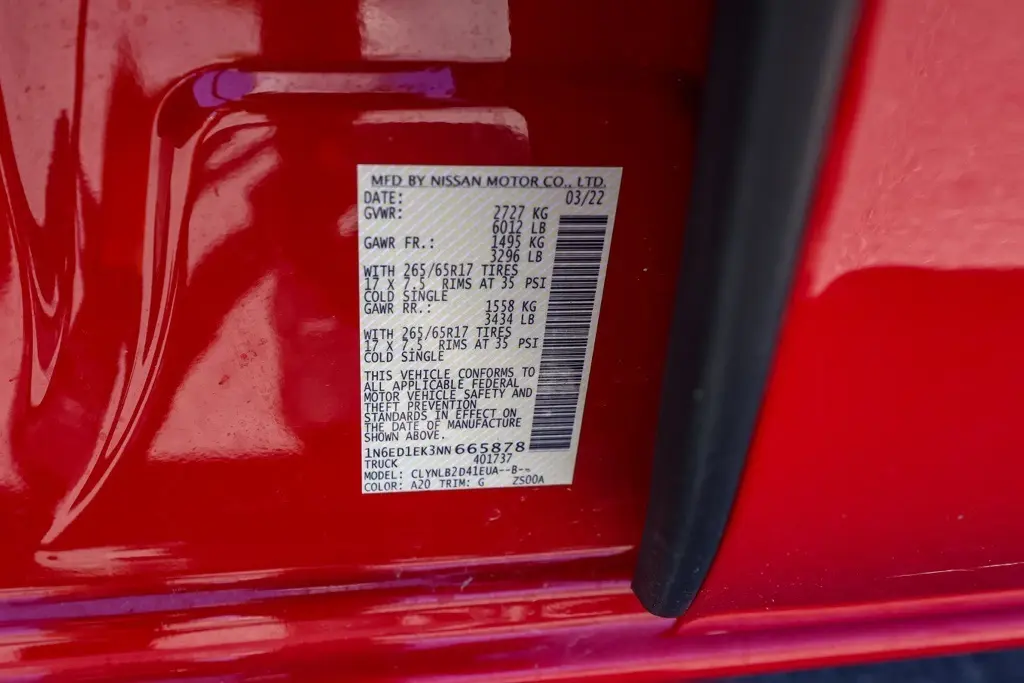 MFD BY NISSAN MOTOR CO., LTD.
DATE: 03/22
GVWR: 2727 KG
6012 LB
GAWR FR.: 1495 KG
3296 LB
WITH 265/65R17 TIRES
17 X 7.5 RIMS AT 35 PSI
COLD SINGLE
GAWR RR.: 1558 KG
3434 LB
WITH 265/65R17 TIRES
17 X 7.5 RIMS AT 35 PSI
COLD SINGLE
THIS VEHICLE CONFORMS TO
ALL APPLICABLE FEDERAL
MOTOR VEHICLE SAFETY AND
THEFT PREVENTION
STANDARDS IN EFFECT ON
THE DATE OF MANUFACTURE
SHOWN ABOVE.
1N6ED1EK3NN665878
TRUCK 401737
MODEL: CLYNLB2D41EUA--B--
COLOR: A20 TRIM: G ZS00A